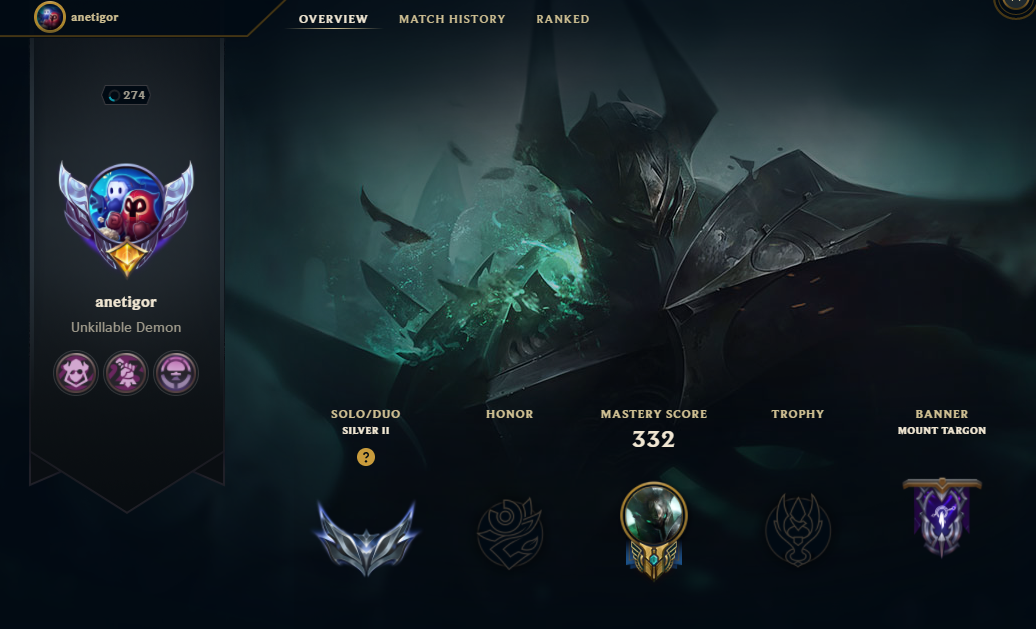 anetigor
OVERVIEW MATCH HISTORY RANKED
274
anetigor
Unkillable Demon
SOLO/DUO HONOR MASTERY SCORE TROPHY BANNER
SILVER II 332 MOUNT TARGON
?